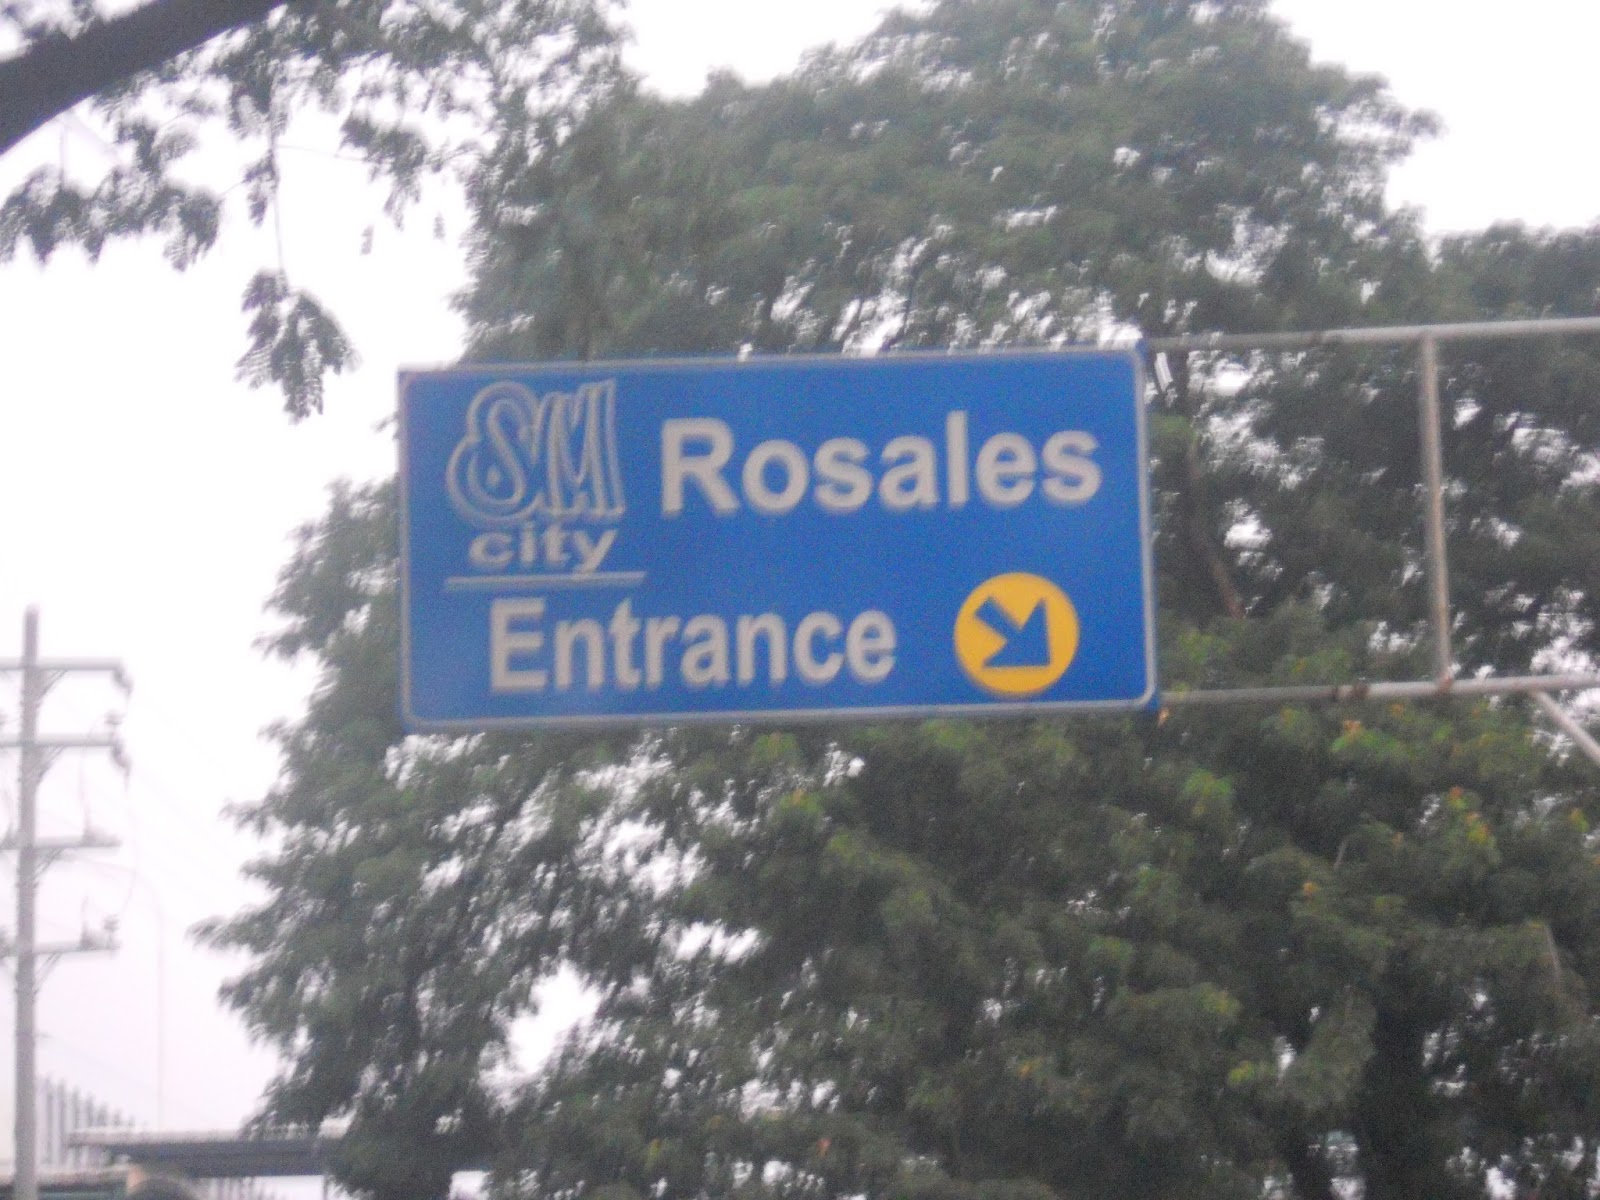 SM Rosales
city
Entrance